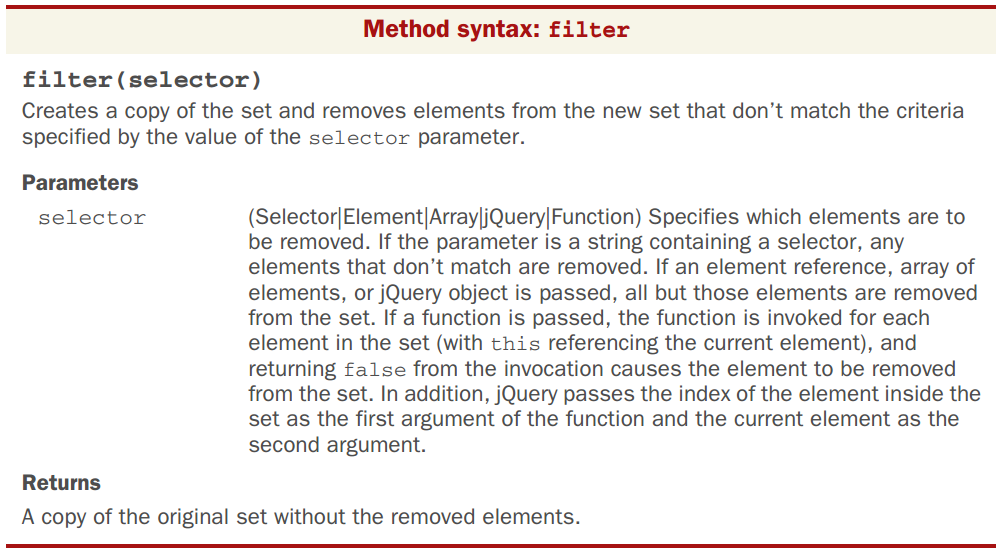 Method syntax: filter
filter(selector)
Creates a copy of the set and removes elements from the new set that don’t match the criteria
specified by the value of the selector parameter.
Parameters
selector (Selector|Element|Array|jQuery|Function) Specifies which elements are to
be removed. If the parameter is a string containing a selector, any
elements that don’t match are removed. If an element reference, array of
elements, or jQuery object is passed, all but those elements are removed
from the set. If a function is passed, the function is invoked for each
element in the set (with this referencing the current element), and
returning false from the invocation causes the element to be removed
from the set. In addition, jQuery passes the index of the element inside the
set as the first argument of the function and the current element as the
second argument.
Returns
A copy of the original set without the removed elements.